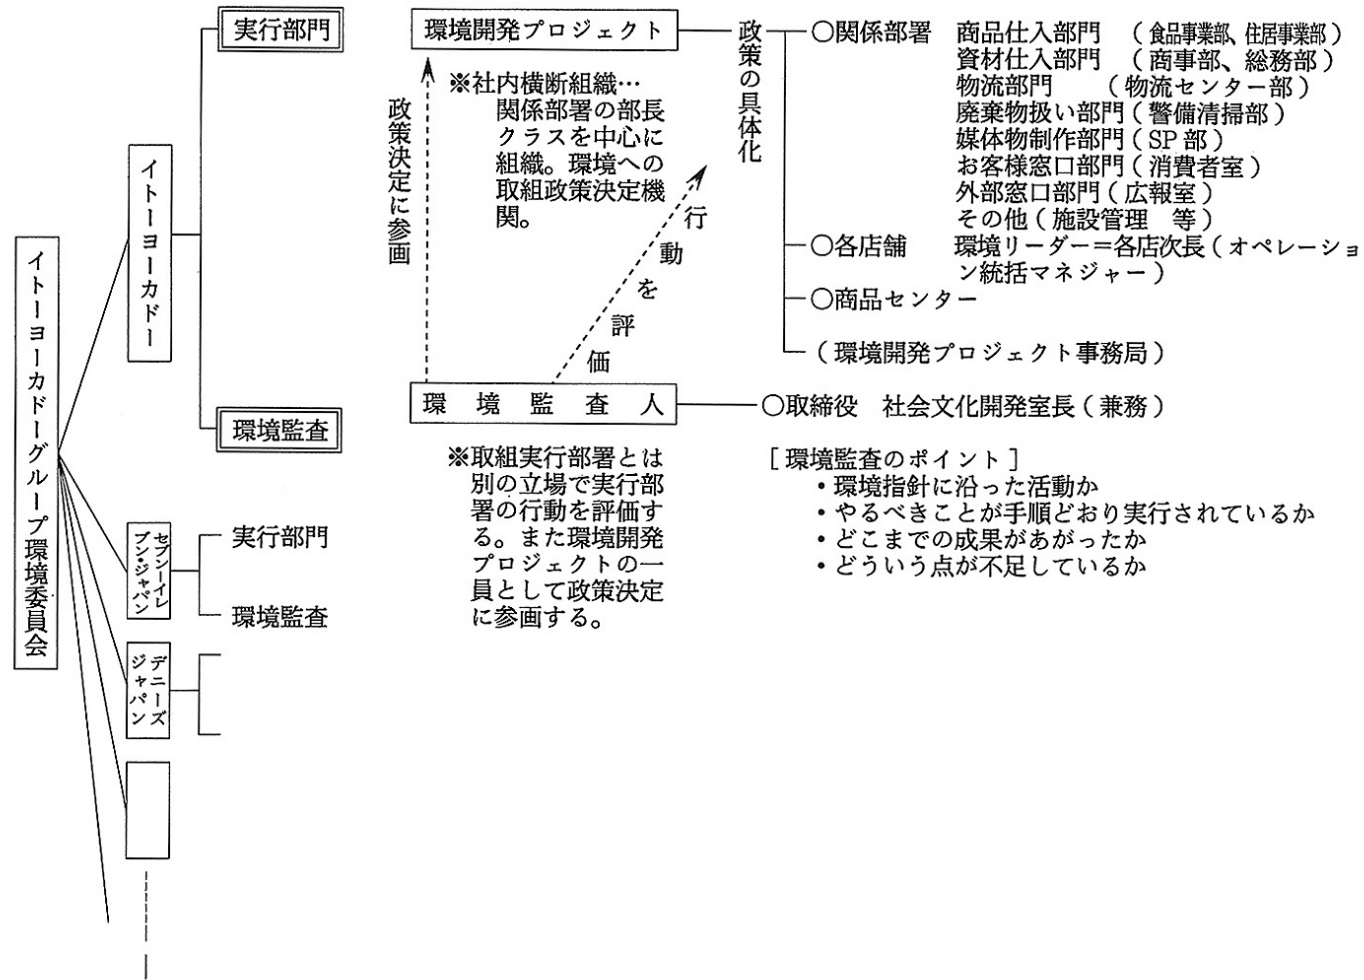 イトーヨーカドーグループ環境委員会
イトーヨーカドー
実行部門
環境監査
セブン-イレ
ブン・ジャパン
実行部門
環境監査
デニーズ
ジャパン
環境開発プロジェクト
※社内横断組織…
関係部署の部長
クラスを中心に
組織。環境への
取組政策決定機
関。
政策決定に参画
行動を評価
政策の具体化
○関係部署 商品仕入部門 (食品事業部、住居事業部)
資材仕入部門 (商事部、総務部)
物流部門 (物流センター部)
廃棄物扱い部門(警備清掃部)
媒体物制作部門(SP部)
お客様窓口部門(消費者室)
外部窓口部門(広報室)
その他(施設管理 等)
○各店舗 環境リーダー=各店次長(オペレーショ
ン統括マネジャー)
○商品センター
(環境開発プロジェクト事務局)
環境監査人
○取締役 社会文化開発室長(兼務)
※取組実行部署とは
別の立場で実行部
署の行動を評価す
る。また環境開発
プロジェクトの一
員として政策決定
に参画する。
[環境監査のポイント]
・環境指針に沿った活動か
・やるべきことが手順どおり実行されているか
・どこまでの成果があがったか
・どういう点が不足しているか